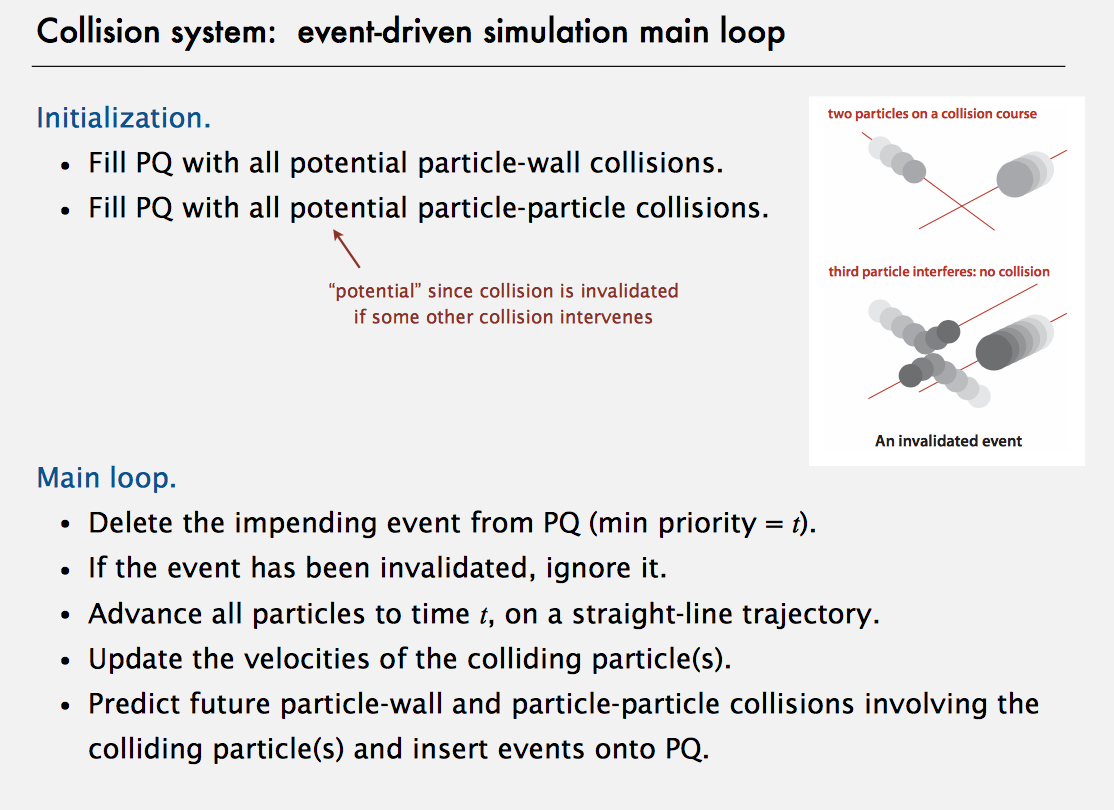 Collision system: event-driven simulation main loop
Initialization.
• Fill PQ with all potential particle-wall collisions.
• Fill PQ with all potential particle-particle collisions.
“potential” since collision is invalidated
if some other collision intervenes
two particles on a collision course
third particle interferes: no collision
An invalidated event
Main loop.
• Delete the impending event from PQ (min priority = t).
• If the event has been invalidated, ignore it.
• Advance all particles to time t, on a straight-line trajectory.
• Update the velocities of the colliding particle(s).
• Predict future particle-wall and particle-particle collisions involving the
colliding particle(s) and insert events onto PQ.